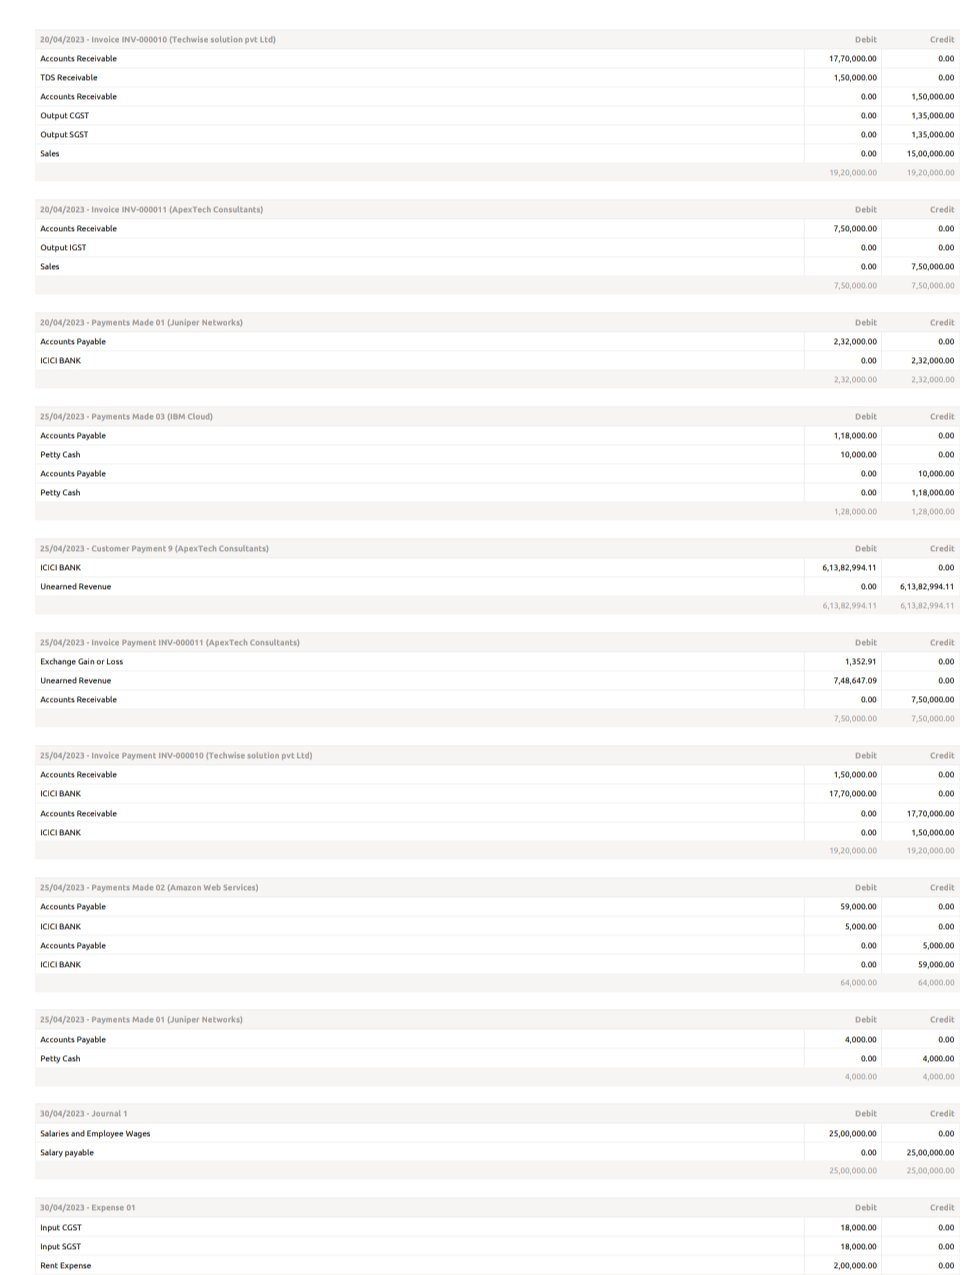 20/04/2023 - Invoice INV-000010 (Techwise solution pvt Ltd) Debit Credit
Accounts Receivable 17,70,000.00 0.00
TDS Receivable 1,50,000.00 0.00
Accounts Receivable 0.00 1,50,000.00
Output CGST 0.00 1,35,000.00
Output SGST 0.00 1,35,000.00
Sales 0.00 15,00,000.00
19,20,000.00 19,20,000.00
20/04/2023 - Invoice INV-000011 (ApexTech Consultants) Debit Credit
Accounts Receivable 7,50,000.00 0.00
Output IGST 0.00 0.00
Sales 0.00 7,50,000.00
7,50,000.00 7,50,000.00
20/04/2023 - Payments Made 01 (Juniper Networks) Debit Credit
Accounts Payable 2,32,000.00 0.00
ICICI BANK 0.00 2,32,000.00
2,32,000.00 2,32,000.00
25/04/2023 - Payments Made 03 (IBM Cloud) Debit Credit
Accounts Payable 1,18,000.00 0.00
Petty Cash 10,000.00 0.00
Accounts Payable 0.00 10,000.00
Petty Cash 0.00 1,18,000.00
1,28,000.00 1,28,000.00
25/04/2023 - Customer Payment 9 (ApexTech Consultants) Debit Credit
ICICI BANK 6,13,82,994.11 0.00
Unearned Revenue 0.00 6,13,82,994.11
6,13,82,994.11 6,13,82,994.11
25/04/2023 - Invoice Payment INV-000011 (ApexTech Consultants) Debit Credit
Exchange Gain or Loss 1,352.91 0.00
Unearned Revenue 7,48,647.09 0.00
Accounts Receivable 0.00 7,50,000.00
7,50,000.00 7,50,000.00
25/04/2023 - Invoice Payment INV-000010 (Techwise solution pvt Ltd) Debit Credit
Accounts Receivable 1,50,000.00 0.00
ICICI BANK 17,70,000.00 0.00
Accounts Receivable 0.00 17,70,000.00
ICICI BANK 0.00 1,50,000.00
19,20,000.00 19,20,000.00
25/04/2023 - Payments Made 02 (Amazon Web Services) Debit Credit
Accounts Payable 59,000.00 0.00
ICICI BANK 5,000.00 0.00
Accounts Payable 0.00 5,000.00
ICICI BANK 0.00 59,000.00
64,000.00 64,000.00
25/04/2023 - Payments Made 01 (Juniper Networks) Debit Credit
Accounts Payable 4,000.00 0.00
Petty Cash 0.00 4,000.00
4,000.00 4,000.00
30/04/2023 - Journal 1 Debit Credit
Salaries and Employee Wages 25,00,000.00 0.00
Salary payable 0.00 25,00,000.00
25,00,000.00 25,00,000.00
30/04/2023 - Expense 01 Debit Credit
Input CGST 18,000.00 0.00
Input SGST 18,000.00 0.00
Rent Expense 2,00,000.00 0.00